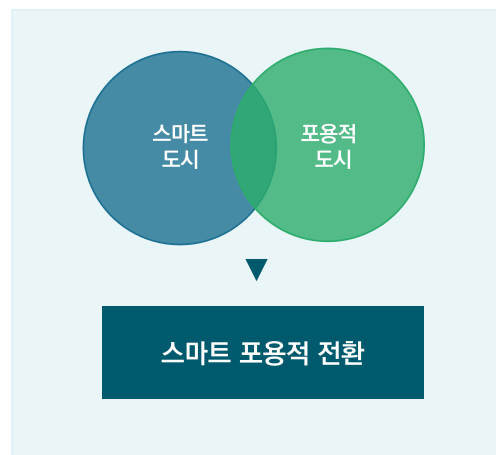 스마트
도시
포용적
도시
스마트 포용적 전환